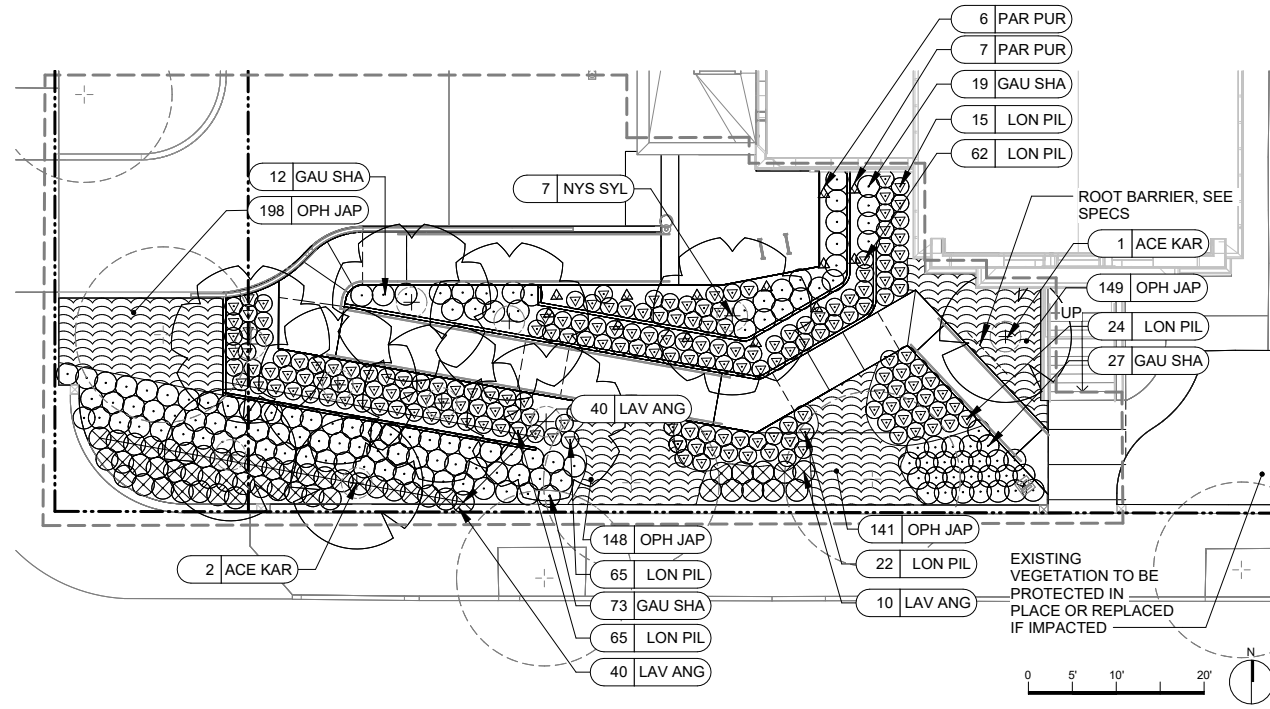 6 PAR PUR
7 PAR PUR
19 GAU SHA
15 LON PIL
62 LON PIL
12 GAU SHA
198 OPH JAP
7 NYS SYL
ROOT BARRIER, SEE
SPECS
1 ACE KAR
149 OPH JAP
UP
24 LON PIL
27 GAU SHA
40 LAV ANG
2 ACE KAR
148 OPH JAP
65 LON PIL
73 GAU SHA
65 LON PIL
40 LAV ANG
141 OPH JAP
22 LON PIL
10 LAV ANG
EXISTING
VEGETATION TO BE
PROTECTED IN
PLACE OR REPLACED
IF IMPACTED
0 5' 10' 20'
N